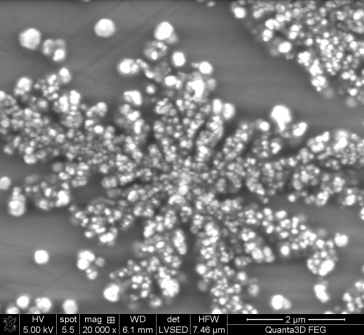 HV spot mag ⊞ WD det HFW 2 µm
5.00 kV 5.5 20 000 x 6.1 mm LVSED 7.46 µm Quanta3D FEG